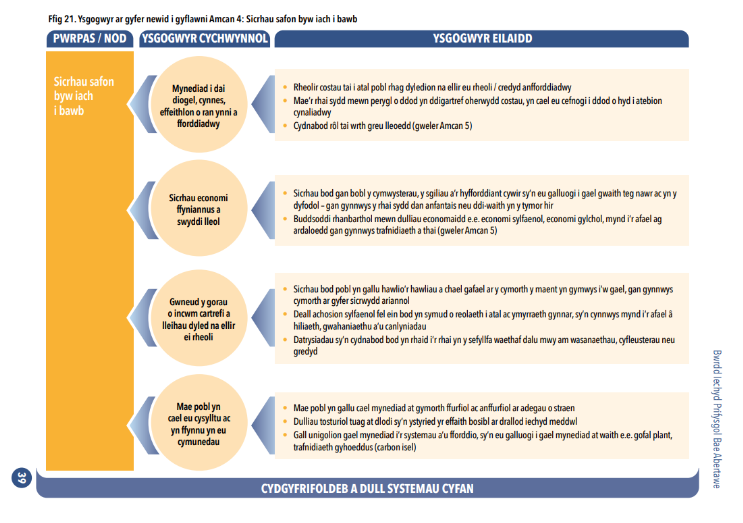 Ffig 21. Ysgogwyr ar gyfer newid i gyflawni Amcan 4: Sicrhau safon byw iach i bawb
PWRPAS / NOD
YSGOGWYR CYCHWYNNOL
YSGOGWYR EILAIDD
Sicrhau safon
byw iach
i bawb
Mynediad i dai
diogel, cynnes,
effeithlon o ran ynni a
fforddiadwy
• Rheolir costau tai i atal pobl rhag dyledion na ellir eu rheoli / credyd anfforddiadwy
• Mae'r rhai sydd mewn perygl o ddod yn ddigartref oherwydd costau, yn cael eu cefnogi i ddod o hyd i atebion
cynaliadwy
• Cydnabod rôl tai wrth greu lleoedd (gweler Amcan 5)
Sicrhau economi
ffyniannus a
swyddi lleol
• Sicrhau bod gan bobl y cymwysterau, y sgiliau a'r hyfforddiant cywir sy'n eu galluogi i gael gwaith teg nawr ac yn y
dyfodol – gan gynnwys y rhai sydd dan anfantais neu ddi-waith yn y tymor hir
• Buddsoddi rhanbarthol mewn dulliau economaidd e.e. economi sylfaenol, economi gylchol, mynd i'r afael ag
ardaloedd gan gynnwys trafnidiaeth a thai (gweler Amcan 5)
Gwneud y gorau
o incwm cartrefi a
lleihau dyled na ellir
ei rheoli
• Sicrhau bod pobl yn gallu hawlio'r hawliau a chael gafael ar y cymorth y maent yn gymwys i'w gael, gan gynnwys
cymorth ar gyfer sicrwydd ariannol
• Deall achosion sylfaenol fel ein bod yn symud o reolaeth i atal ac ymyrraeth gynnar, sy'n cynnwys mynd i'r afael â
hiliaeth, gwahaniaethu a'u canlyniadau
• Datrysiadau sy'n cydnabod bod yn rhaid i'r rhai yn y sefyllfa waethaf dalu mwy am wasanaethau, cyfleusterau neu
gredyd
Mae pobl yn
cael eu cysylltu ac
yn ffynnu yn eu
cymunedau
• Mae pobl yn gallu cael mynediad at gymorth ffurfiol ac anffurfiol ar adegau o straen
• Dulliau tosturiol tuag at dlodi sy'n ystyried yr effaith bosibl ar drallod iechyd meddwl
• Gall unigolion gael mynediad i'r systemau a'u fforddio, sy'n eu galluogi i gael mynediad at waith e.e. gofal plant,
trafnidiaeth gyhoeddus (carbon isel)
CYDGYFRIFOLDEB A DULL SYSTEMAU CYFAN
Bwrdd Iechyd Prifysgol Bae Abertawe
39